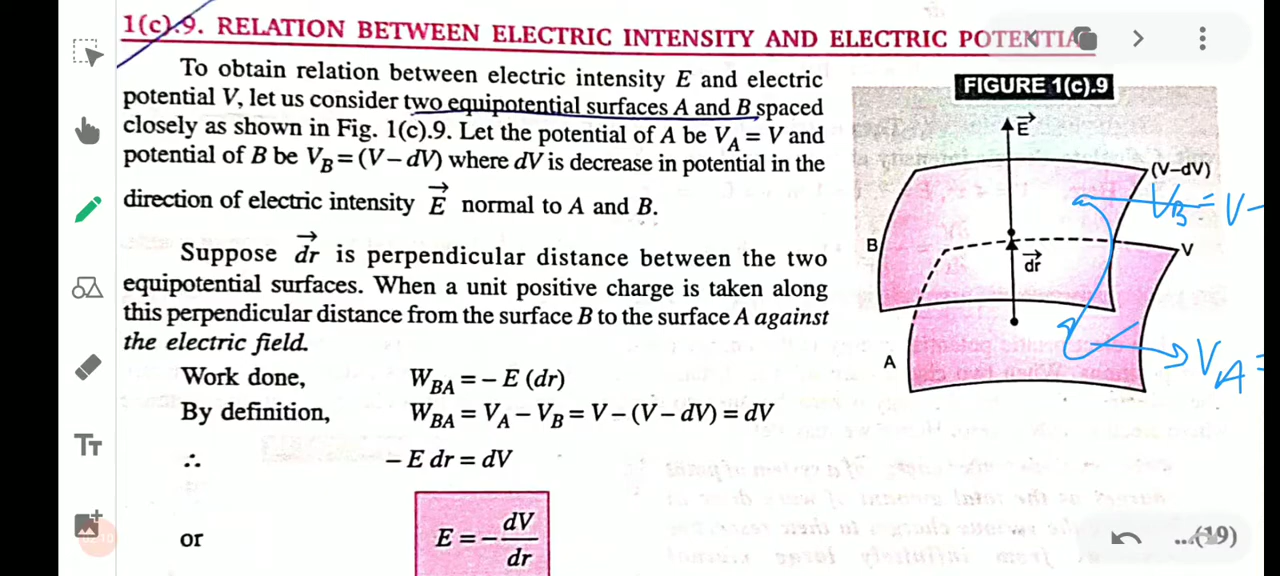 1(c).9. RELATION BETWEEN ELECTRIC INTENSITY AND ELECTRIC POTENTIA
To obtain relation between electric intensity E and electric
potential V, let us consider two equipotential surfaces A and B spaced
closely as shown in Fig. 1(c).9. Let the potential of A be V_A = V and
potential of B be V_B = (V – dV) where dV is decrease in potential in the
direction of electric intensity E⃗ normal to A and B.
Suppose dr⃗ is perpendicular distance between the two
equipotential surfaces. When a unit positive charge is taken along
this perpendicular distance from the surface B to the surface A against
the electric field.
Work done, W_BA = – E (dr)
By definition, W_BA = V_A – V_B = V – (V – dV) = dV
∴ – E dr = dV
or E = – dV/dr ...(19)
FIGURE 1(c).9
E⃗
(V–dV)
V_B = V -
B
V
dr⃗
A
V_A =
TT